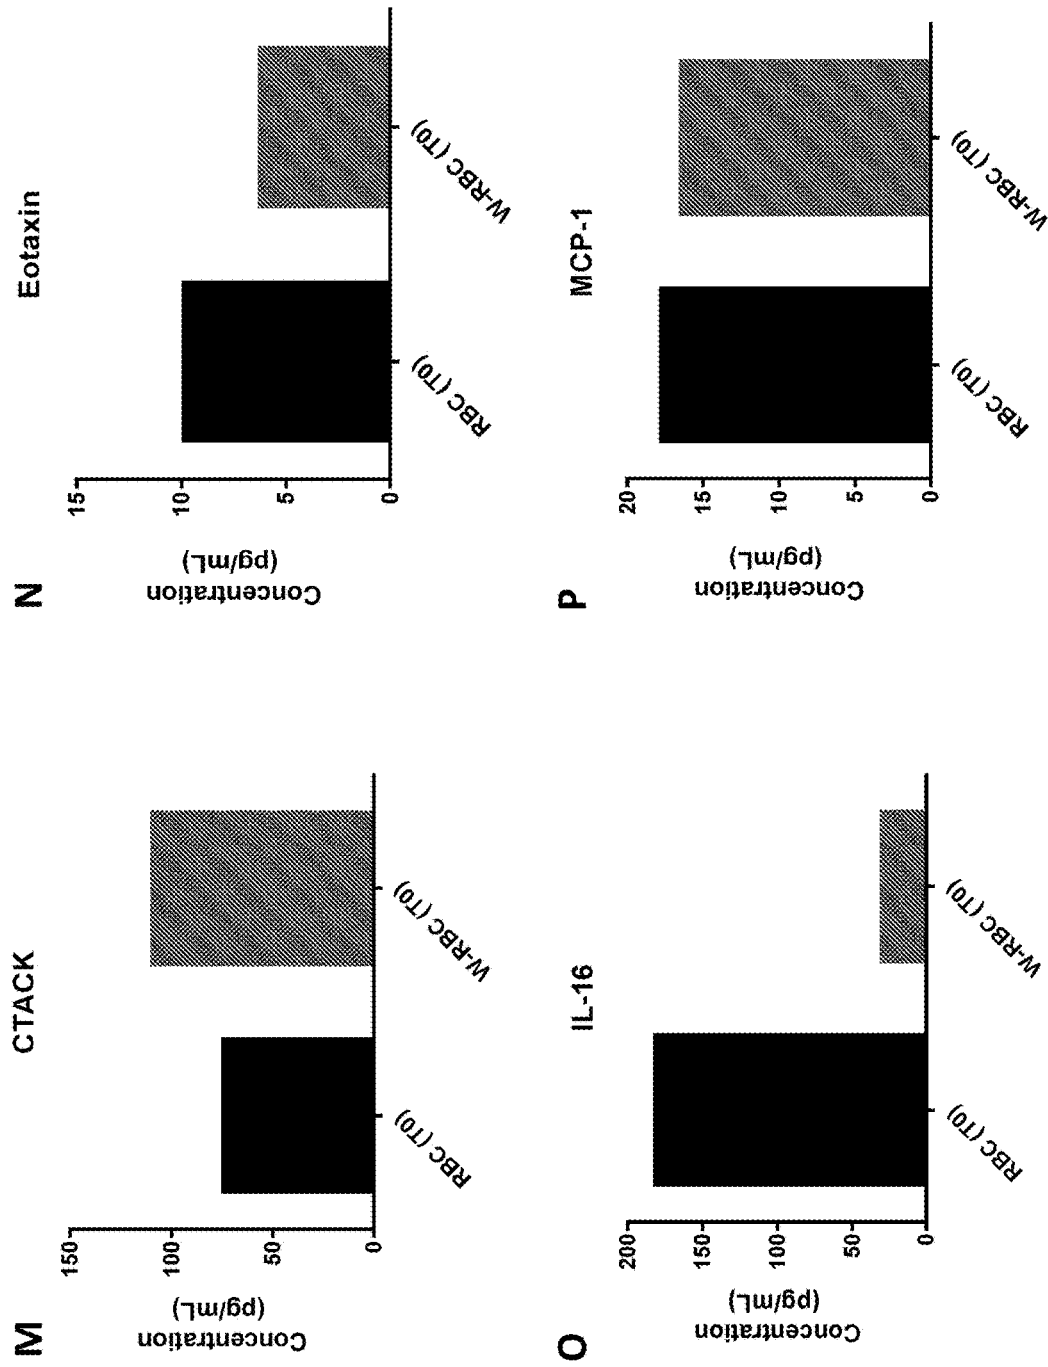 M
CTACK
Concentration
(pg/mL)
150
100
50
0
RBC (T0)
W-RBC (T0)
N
Eotaxin
Concentration
(pg/mL)
15
10
5
0
RBC (T0)
W-RBC (T0)
O
IL-16
Concentration
(pg/mL)
200
150
100
50
0
RBC (T0)
W-RBC (T0)
P
MCP-1
Concentration
(pg/mL)
20
15
10
5
0
RBC (T0)
W-RBC (T0)